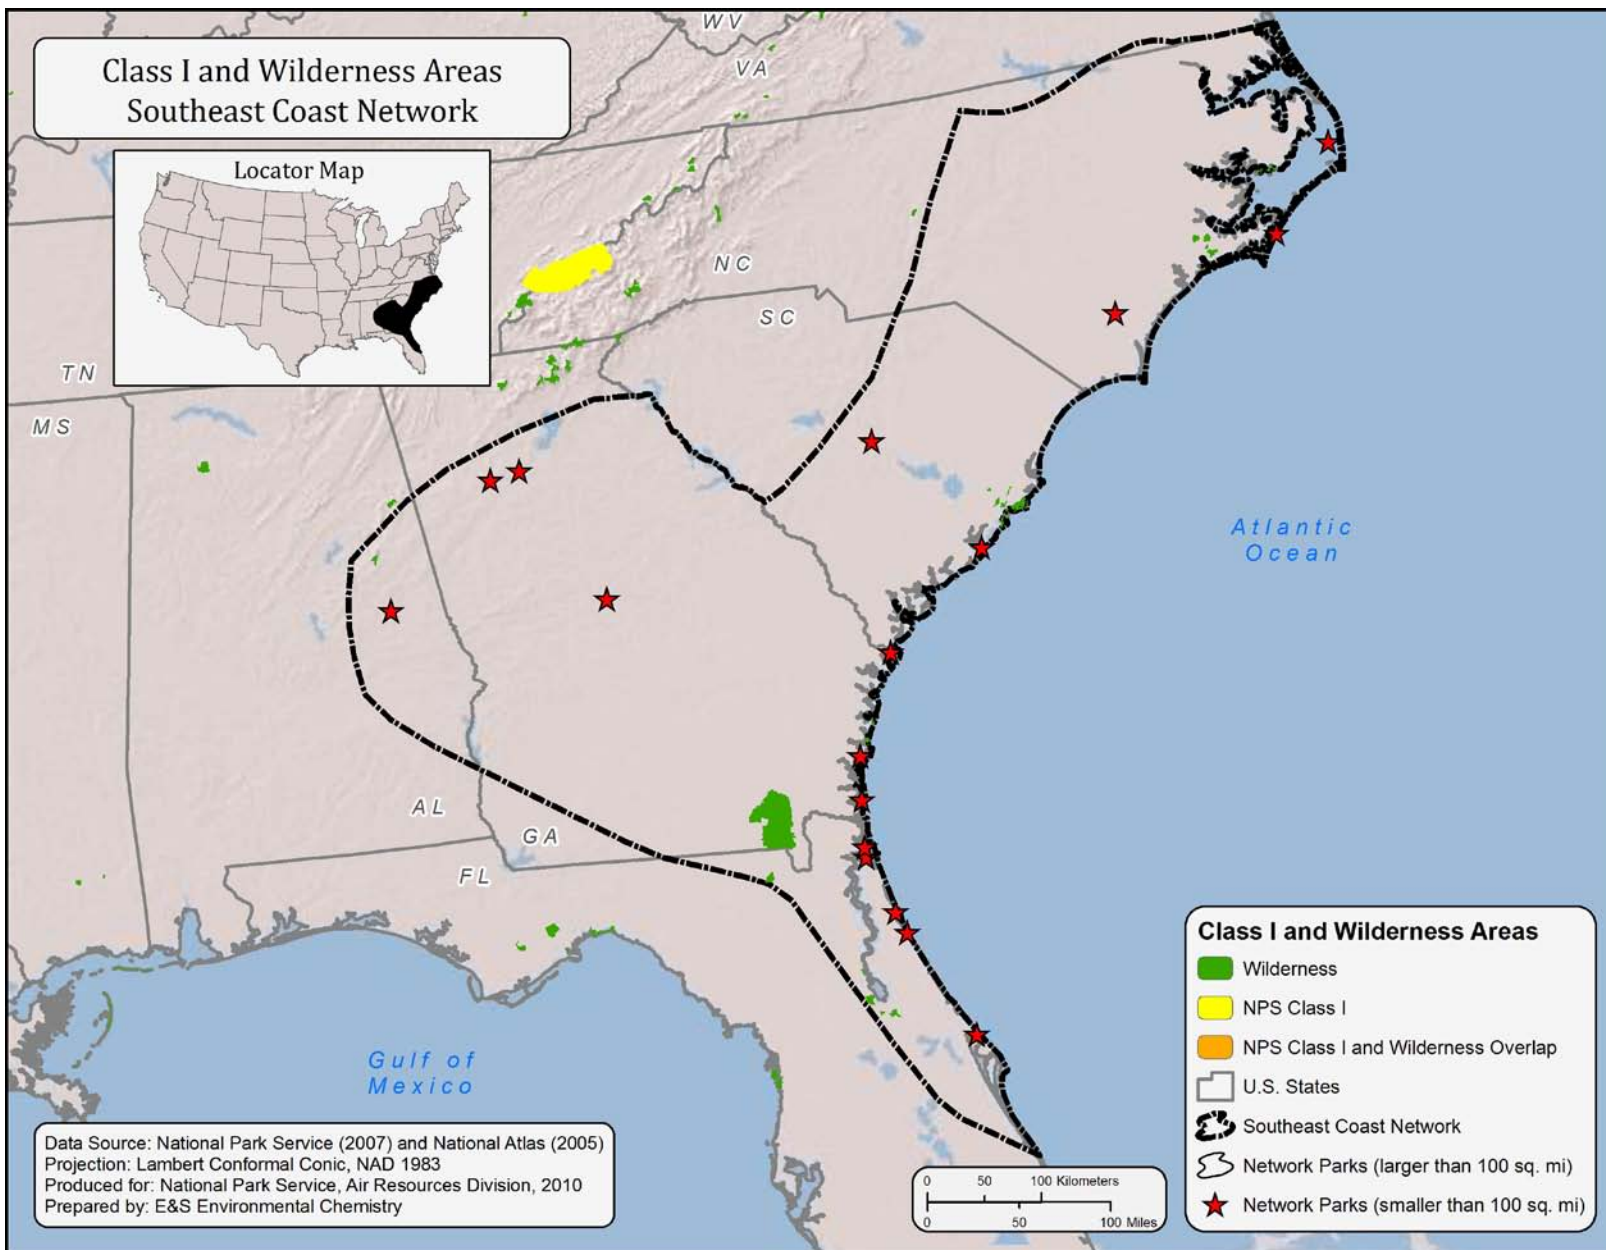 Class I and Wilderness Areas
Southeast Coast Network
Locator Map
WV
VA
NC
SC
TN
MS
AL
GA
FL
Atlantic
Ocean
Gulf of
Mexico
Data Source: National Park Service (2007) and National Atlas (2005)
Projection: Lambert Conformal Conic, NAD 1983
Produced for: National Park Service, Air Resources Division, 2010
Prepared by: E&S Environmental Chemistry
0 50 100 Kilometers
0 50 100 Miles
Class I and Wilderness Areas
Wilderness
NPS Class I
NPS Class I and Wilderness Overlap
U.S. States
Southeast Coast Network
Network Parks (larger than 100 sq. mi)
Network Parks (smaller than 100 sq. mi)